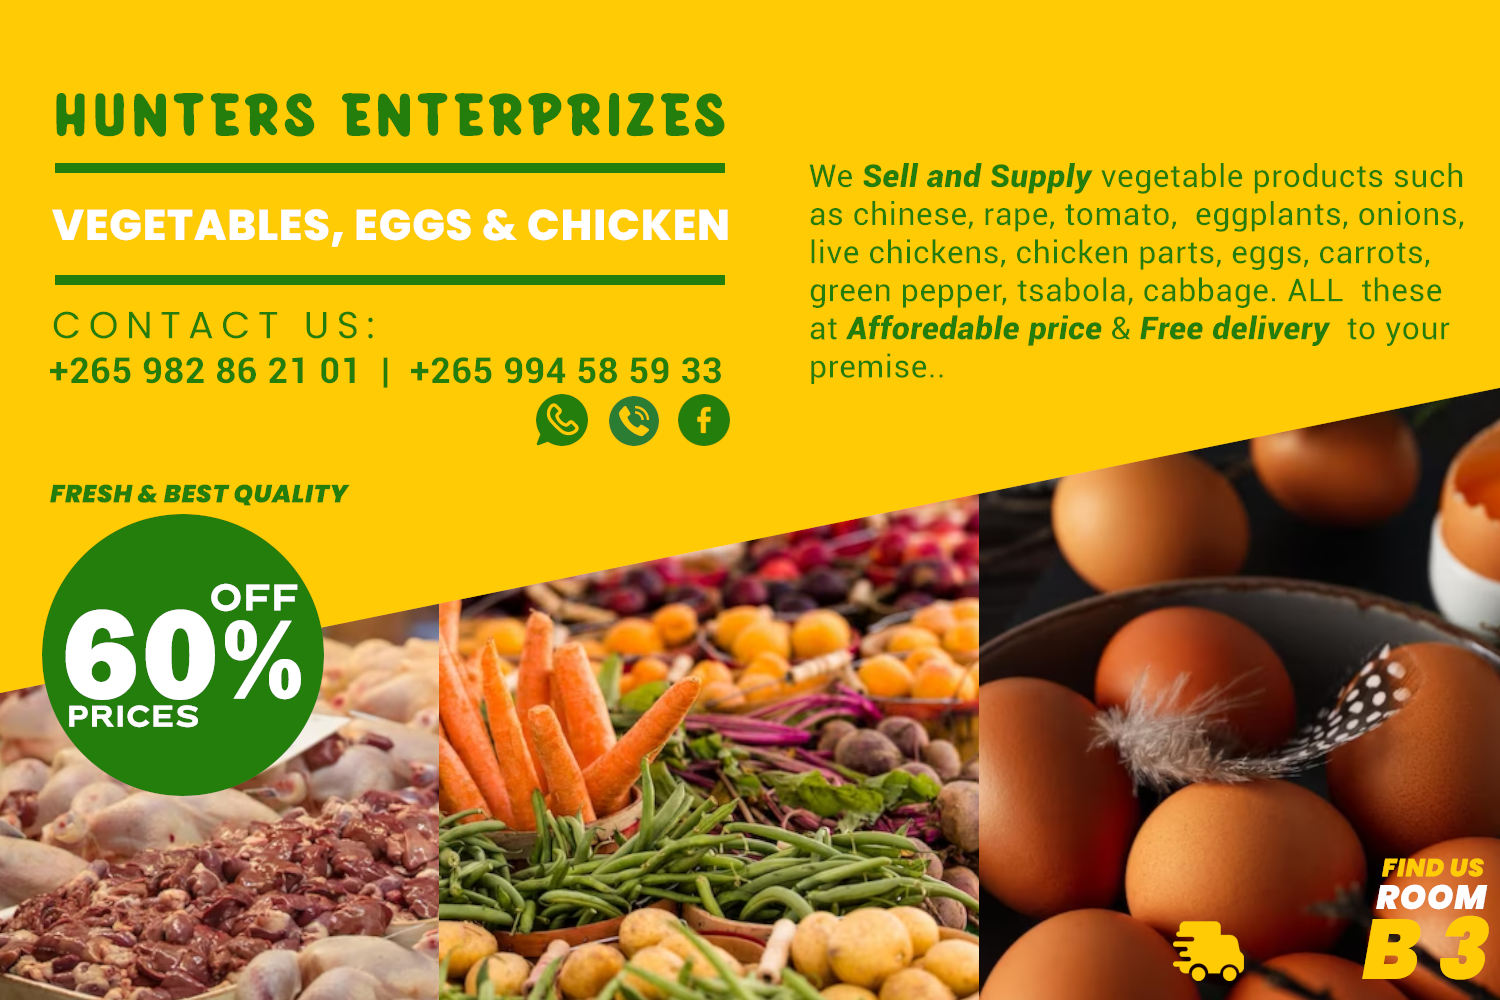 HUNTERS ENTERPRIZES
VEGETABLES, EGGS & CHICKEN
CONTACT US:
+265 982 86 21 01 | +265 994 58 59 33
We Sell and Supply vegetable products such
as chinese, rape, tomato, eggplants, onions,
live chickens, chicken parts, eggs, carrots,
green pepper, tsabola, cabbage. ALL these
at Afforedable price & Free delivery to your
premise..
FRESH & BEST QUALITY
OFF
60%
PRICES
FIND US
ROOM
B 3